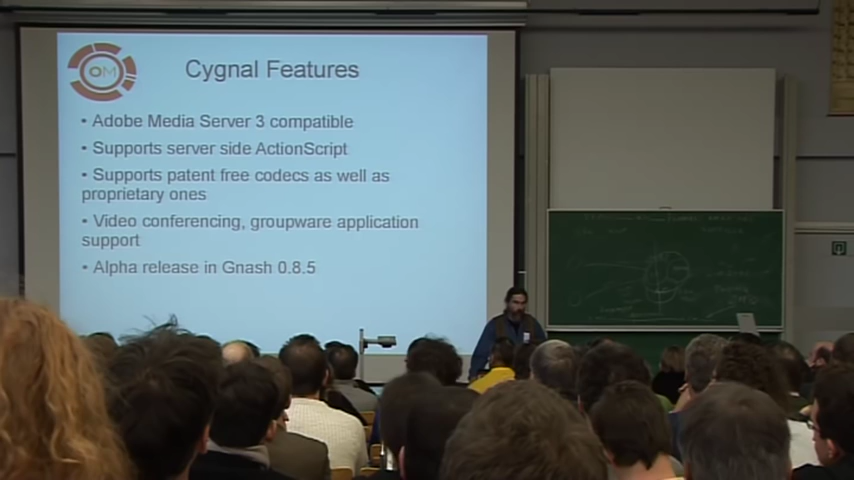 OM
Cygnal Features
• Adobe Media Server 3 compatible
• Supports server side ActionScript
• Supports patent free codecs as well as
proprietary ones
• Video conferencing, groupware application
support
• Alpha release in Gnash 0.8.5